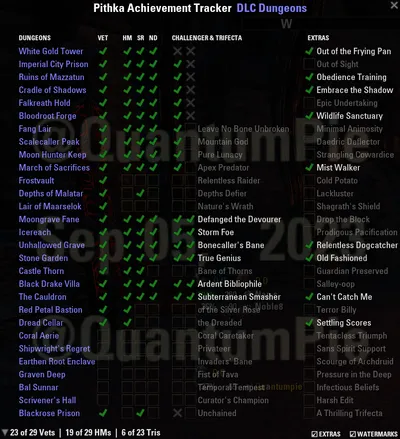 Pithka Achievement Tracker DLC Dungeons
W
DUNGEONS VET HM SR ND CHALLENGER & TRIFECTA EXTRAS
White Gold Tower Out of the Frying Pan
Imperial City Prison Out of Sight
Ruins of Mazzatun Obedience Training
Cradle of Shadows Embrace the Shadow
Falkreath Hold Epic Undertaking
Bloodroot Forge Wildlife Sanctuary
Fang Lair Leave No Bone Unbroken Minimal Animosity
Scalecaller Peak Mountain God Daedric Deflector
Moon Hunter Keep Pure Lunacy Strangling Cowardice
March of Sacrifices Apex Predator Mist Walker
Frostvault Relentless Raider Cold Potato
Depths of Malatar Depths Defier Lackluster
Lair of Maarselok Nature's Wrath Shagrath's Shield
Moongrave Fane Defanged the Devourer Drop the Block
Icereach Storm Foe Prodigous Pacification
Unhallowed Grave Bonecaller's Bane Relentless Dogcatcher
Stone Garden True Genius Old Fashioned
Castle Thorn Bane of Thorns Guardian Preserved
Black Drake Villa Ardent Bibliophile Salley-oop
The Cauldron Subterranean Smasher Can't Catch Me
Red Petal Bastion of the Silver Rose Terror Billy
Dread Cellar the Dreaded Settling Scores
Coral Aerie Coral Caretaker Tentacless Triumph
Shipwright's Regret Privateer Sans Spirit Support
Earthen Root Enclave Invaders' Bane Scourge of Archdruid
Graven Deep Fist of Tava Pressure in the Deep
Bal Sunnar Temporal Tempest Infectious Beliefs
Scrivener's Hall Curator's Champion Harsh Edit
Blackrose Prison Unchained A Thrilling Trifecta
23 of 29 Vets | 19 of 29 HMs | 6 of 23 Tris EXTRAS WATERMARKS